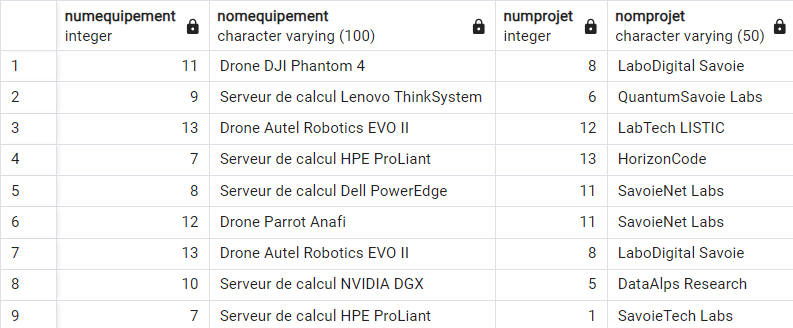 numequipement nomequipement numprojet nomprojet
integer character varying (100) integer character varying (50)
1 11 Drone DJI Phantom 4 8 LaboDigital Savoie
2 9 Serveur de calcul Lenovo ThinkSystem 6 QuantumSavoie Labs
3 13 Drone Autel Robotics EVO II 12 LabTech LISTIC
4 7 Serveur de calcul HPE ProLiant 13 HorizonCode
5 8 Serveur de calcul Dell PowerEdge 11 SavoieNet Labs
6 12 Drone Parrot Anafi 11 SavoieNet Labs
7 13 Drone Autel Robotics EVO II 8 LaboDigital Savoie
8 10 Serveur de calcul NVIDIA DGX 5 DataAlps Research
9 7 Serveur de calcul HPE ProLiant 1 SavoieTech Labs